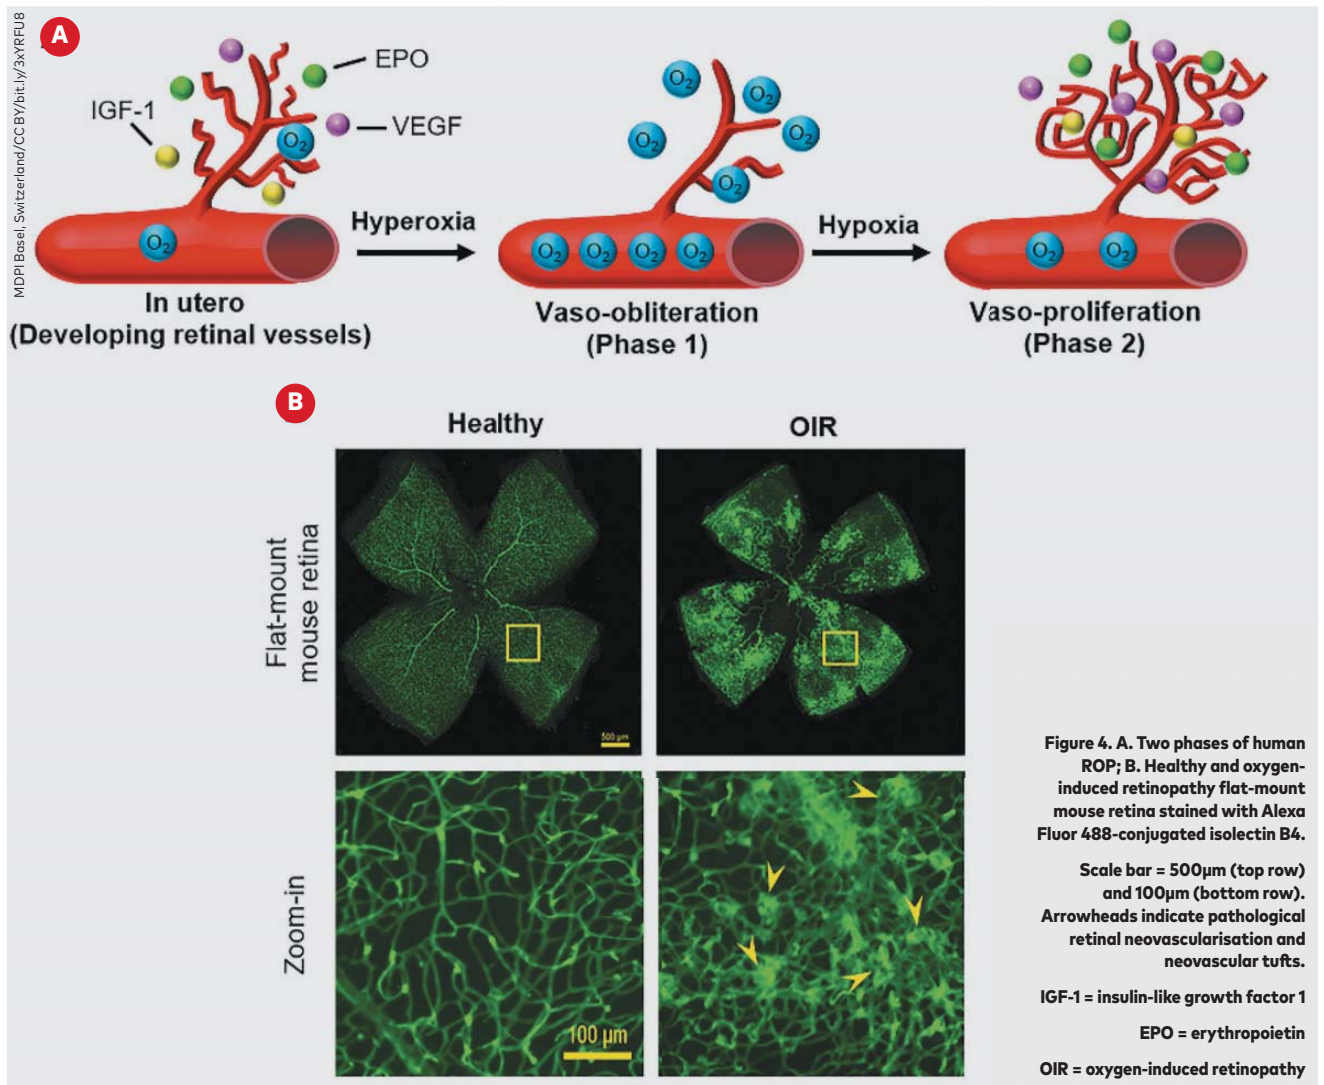 MDPI Basel, Switzerland/CC BY/bit.ly/3xYRFU8
A
EPO
IGF-1
VEGF
O2
O2
Hyperoxia
In utero
(Developing retinal vessels)
O2
O2
O2
O2
O2
O2 O2 O2 O2
Hypoxia
Vaso-obliteration
(Phase 1)
O2 O2
Vaso-proliferation
(Phase 2)
B
Healthy
OIR
Flat-mount
mouse retina
500 µm
Zoom-in
100 µm
Figure 4. A. Two phases of human
ROP; B. Healthy and oxygen-
induced retinopathy flat-mount
mouse retina stained with Alexa
Fluor 488-conjugated isolectin B4.
Scale bar = 500µm (top row)
and 100µm (bottom row).
Arrowheads indicate pathological
retinal neovascularisation and
neovascular tufts.
IGF-1 = insulin-like growth factor 1
EPO = erythropoietin
OIR = oxygen-induced retinopathy